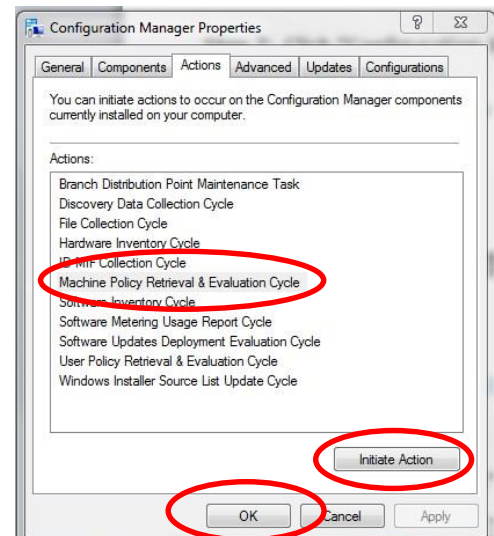 Configuration Manager Properties
General Components Actions Advanced Updates Configurations
You can initiate actions to occur on the Configuration Manager components
currently installed on your computer.
Actions:
Branch Distribution Point Maintenance Task
Discovery Data Collection Cycle
File Collection Cycle
Hardware Inventory Cycle
ID MIF Collection Cycle
Machine Policy Retrieval & Evaluation Cycle
Software Inventory Cycle
Software Metering Usage Report Cycle
Software Updates Deployment Evaluation Cycle
User Policy Retrieval & Evaluation Cycle
Windows Installer Source List Update Cycle
Initiate Action
OK Cancel Apply